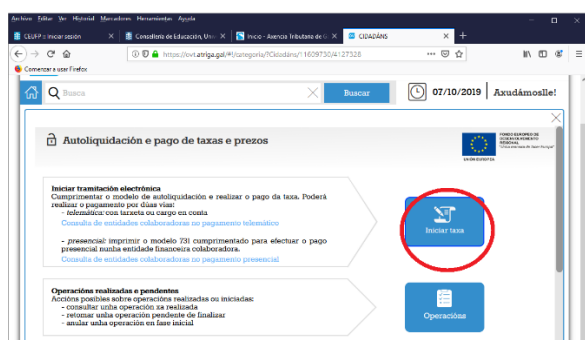 Archivo Editar Ver Historial Marcadores Herramientas Ayuda
CEUFP :: Iniciar sesión
Consellería de Educación, Univ
Inicio - Axencia Tributaria de G
CIDADÁNS
https://ovt.atriga.gal/#!/categoria/?Cidadáns/11609730/4127328
Comenzar a usar Firefox
Busca
Buscar
07/10/2019
Axudámoslle!
Autoliquidación e pago de taxas e prezos
UNIÓN EUROPEA
FONDO EUROPEO DE
DESENVOLVEMENTO
REXIONAL
Iniciar tramitación electrónica
Cumprimentar o modelo de autoliquidación e realizar o pago da taxa. Poderá
realizar o pagamento por dúas vías:
- telemática: con tarxeta ou cargo en conta
Consulta de entidades colaboradoras no pagamento telemático
- presencial: imprimir o modelo 731 cumprimentado para efectuar o pago
presencial nunha entidade financeira colaboradora.
Consulta de entidades colaboradoras no pagamento presencial
Iniciar taxa
Operacións realizadas e pendentes
Accións posibles sobre operacións realizadas ou iniciadas:
- consultar unha operación xa realizada
- retomar unha operación pendente de finalizar
- anular unha operación en fase inicial
Operacións